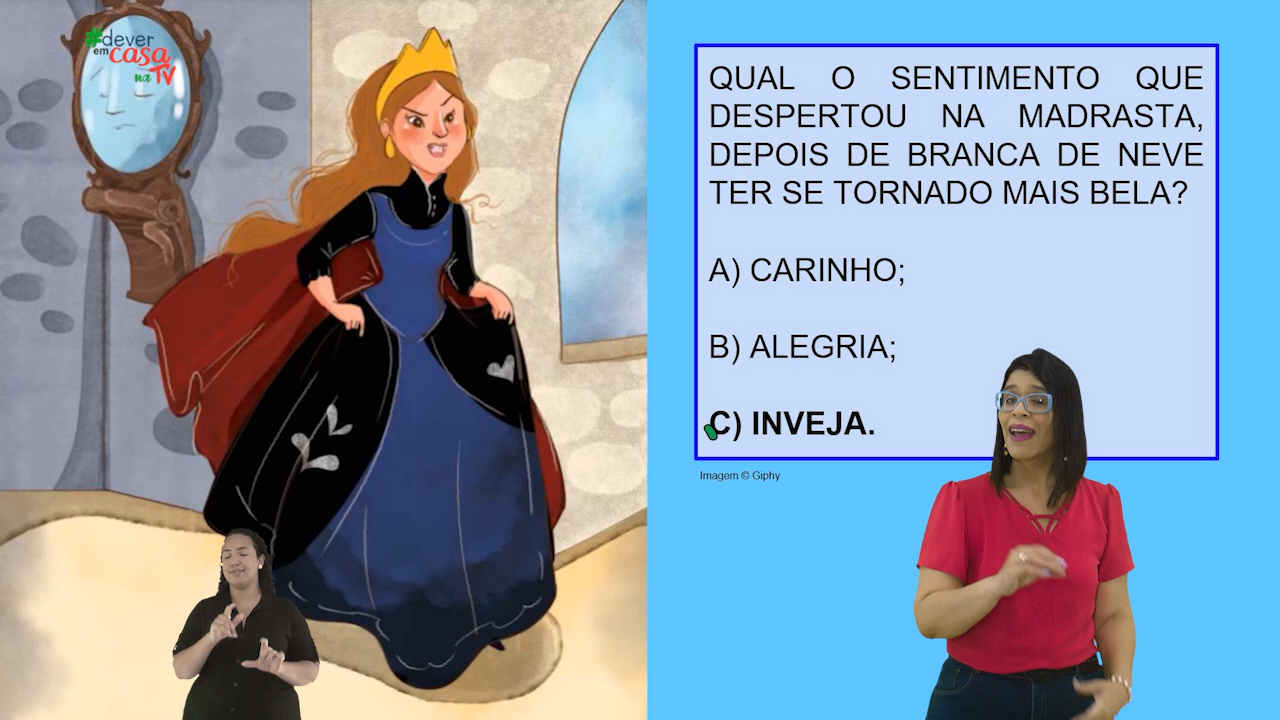 #dever
em casa
na TV
QUAL O SENTIMENTO QUE
DESPERTOU NA MADRASTA,
DEPOIS DE BRANCA DE NEVE
TER SE TORNADO MAIS BELA?
A) CARINHO;
B) ALEGRIA;
C) INVEJA.
Imagem © Giphy